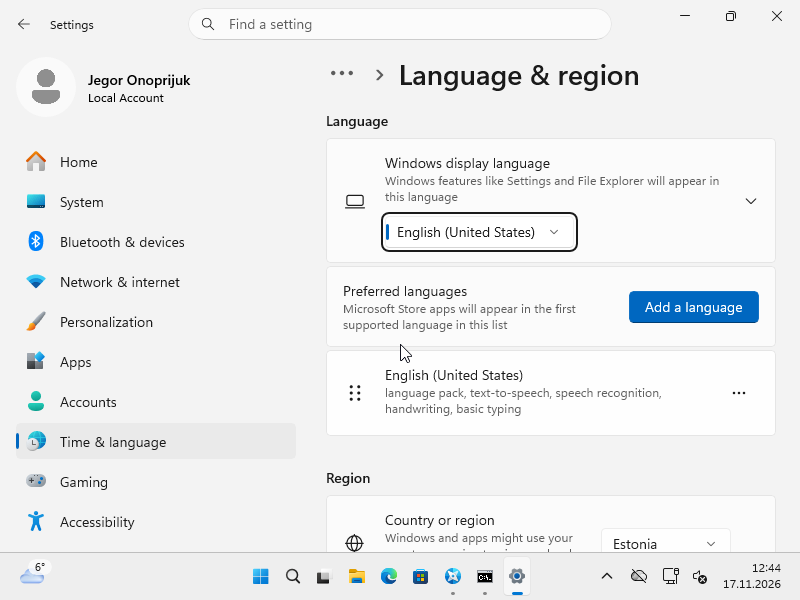 Settings
Find a setting
Jegor Onoprijuk
Local Account
Home
System
Bluetooth & devices
Network & internet
Personalization
Apps
Accounts
Time & language
Gaming
Accessibility
Language & region
Language
Windows display language
Windows features like Settings and File Explorer will appear in
this language
English (United States)
Preferred languages
Microsoft Store apps will appear in the first
supported language in this list
Add a language
English (United States)
language pack, text-to-speech, speech recognition,
handwriting, basic typing
Region
Country or region
Windows and apps might use your
Estonia
6°
12:44
17.11.2026